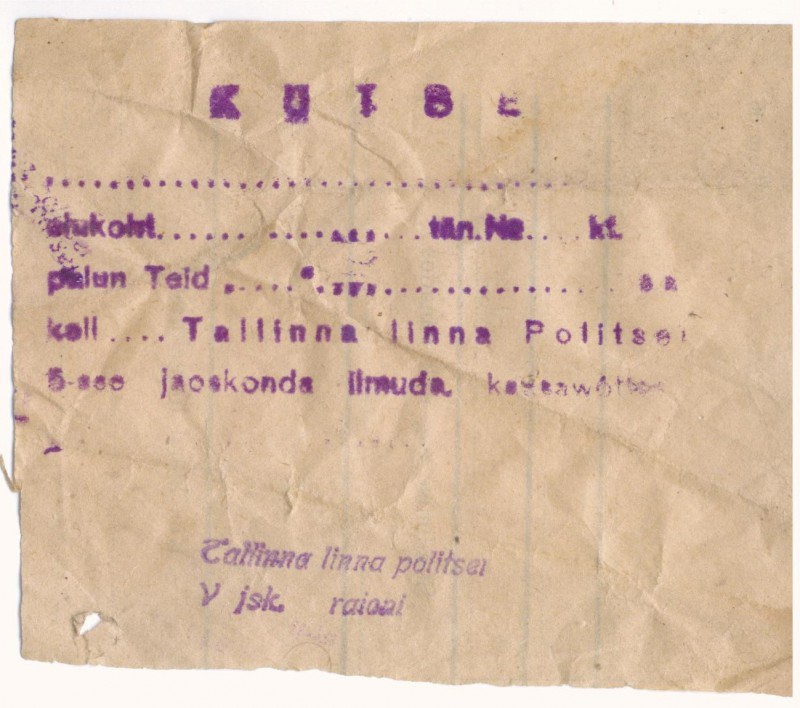 KUTSE
........................................
elukoht................tän.No....kt.
palun Teid ................................ s a
kell .... Tallinna linna Politsei
5-sse jaoskonda ilmuda, kaasawõttes
Tallinna linna politsei
V jsk. raioni